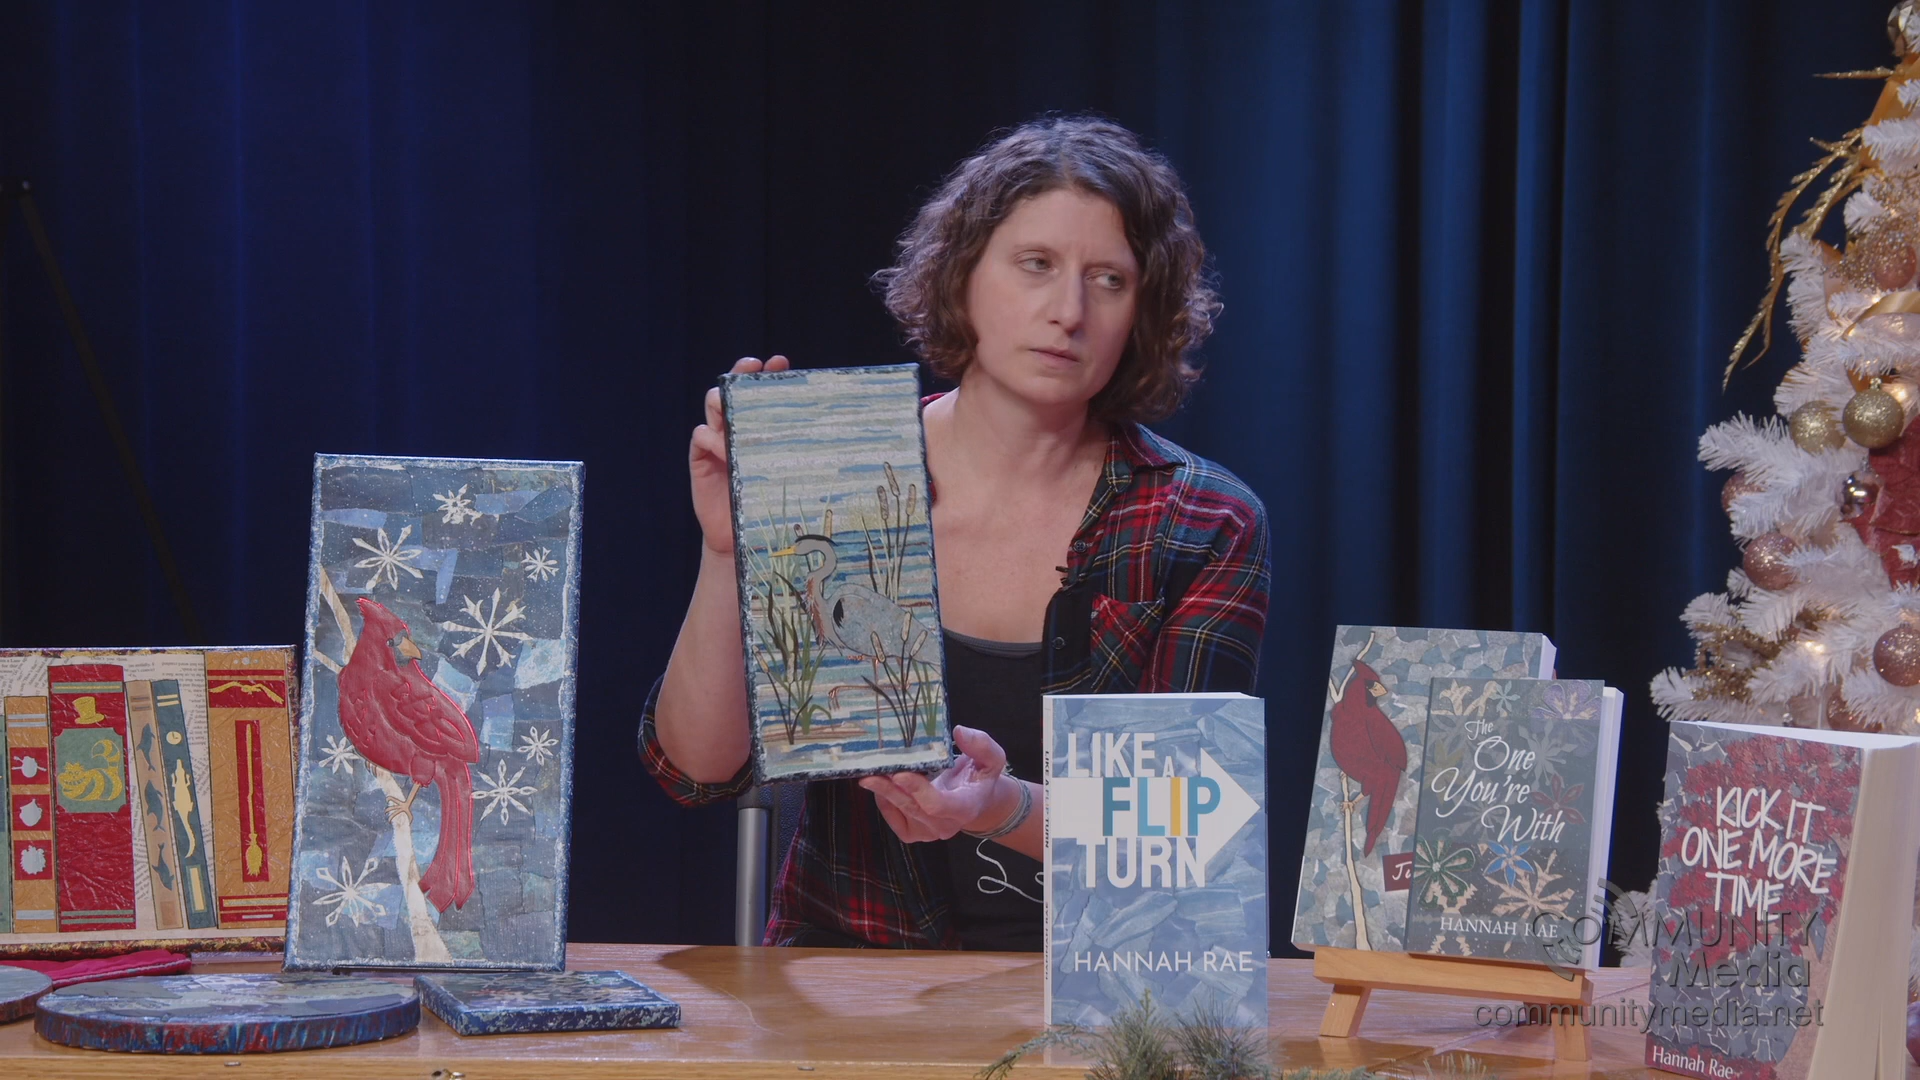 LIKE A
FLIP
TURN
HANNAH RAE
The
One
You're
With
HANNAH RAE
KICK IT
ONE MORE
TIME
Hannah Rae
COMMUNITY
Media
communitymedia.net